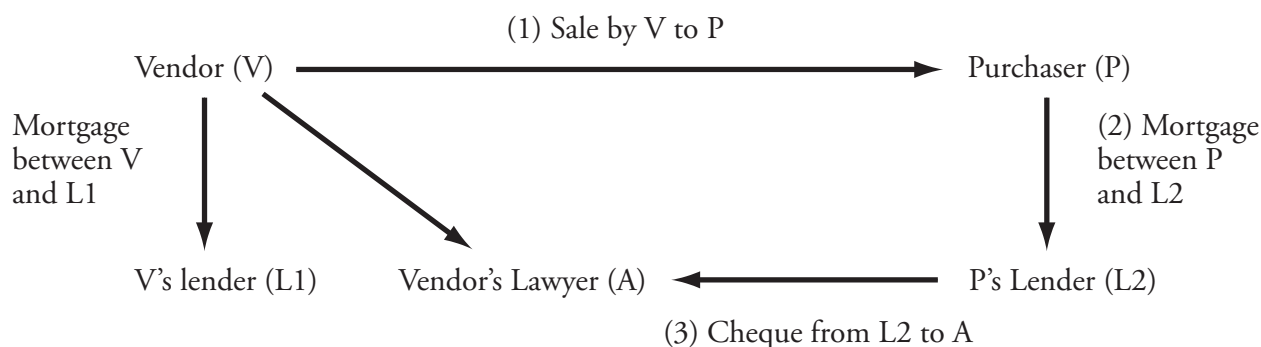 (1) Sale by V to P
Vendor (V)
Purchaser (P)
Mortgage
between V
and L1
(2) Mortgage
between P
and L2
V's lender (L1)
Vendor's Lawyer (A)
P's Lender (L2)
(3) Cheque from L2 to A